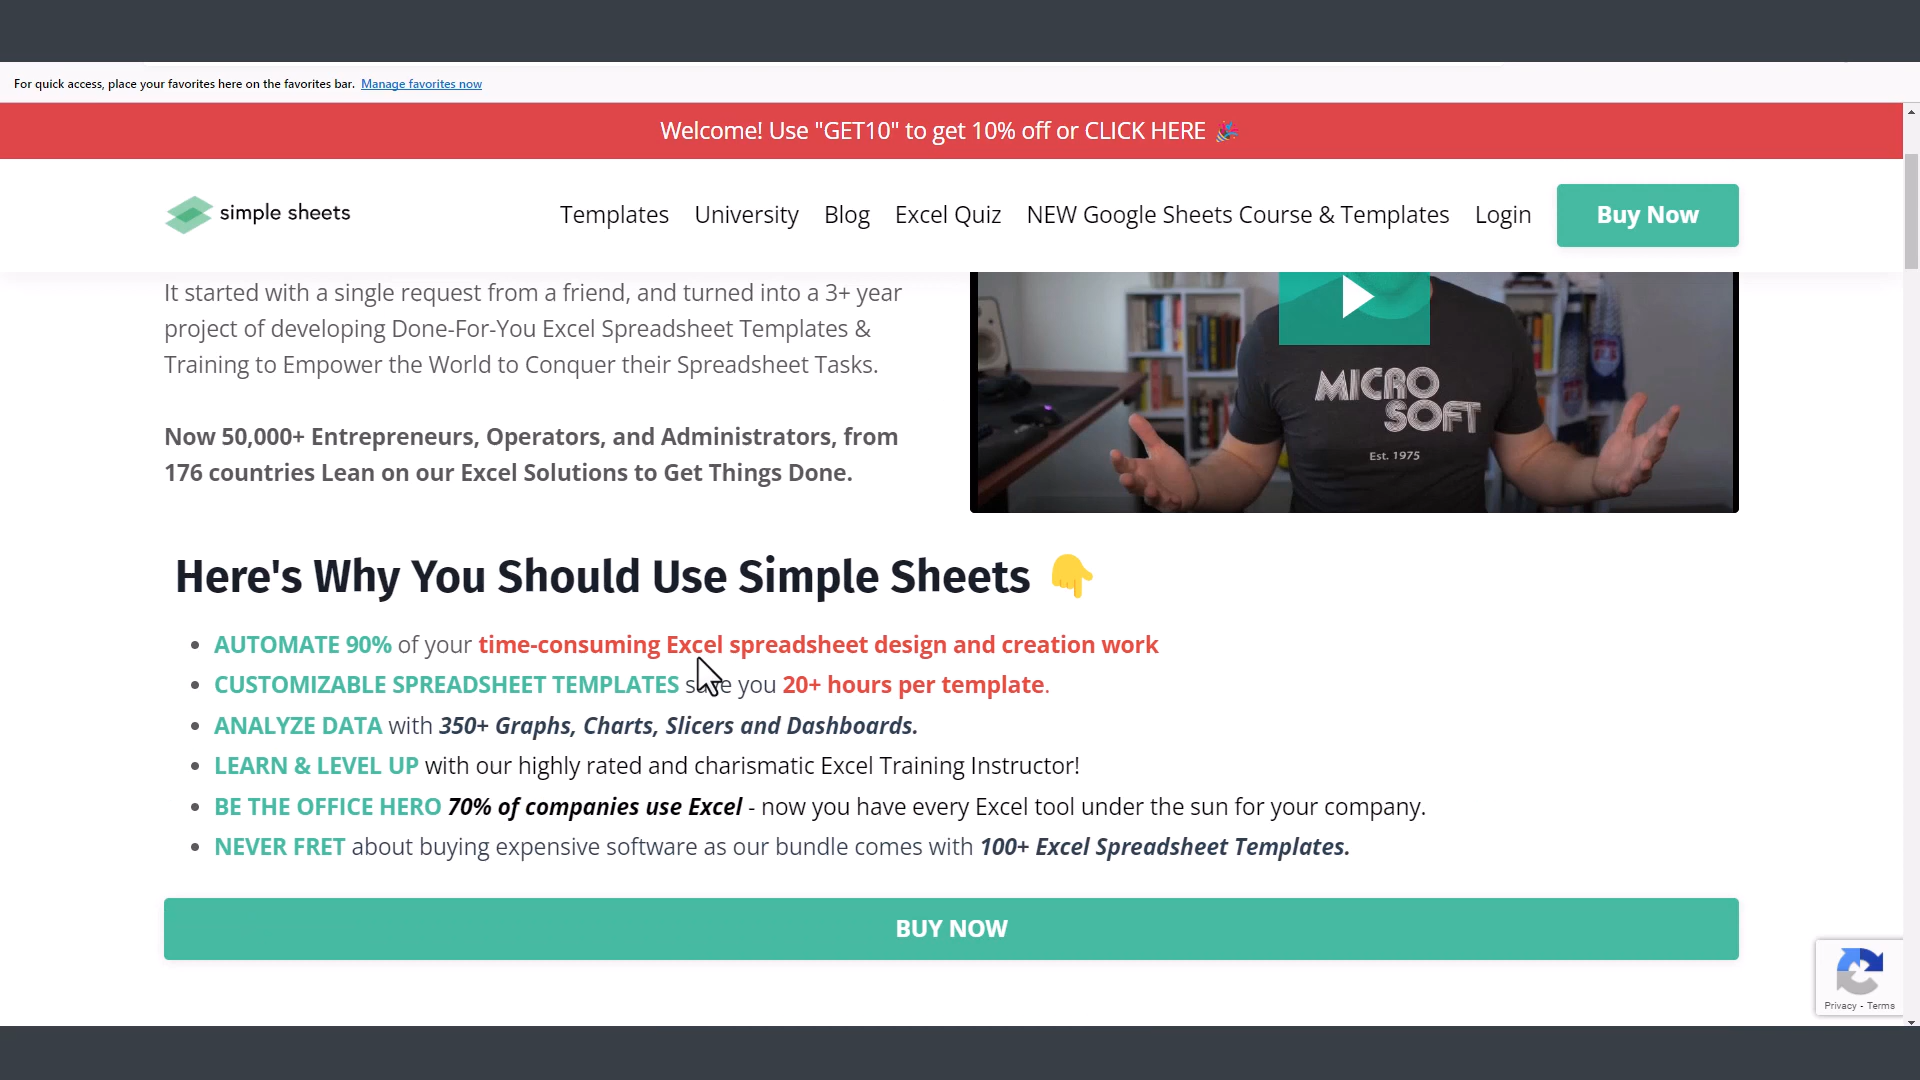 For quick access, place your favorites here on the favorites bar. Manage favorites now
Welcome! Use "GET10" to get 10% off or CLICK HERE 🎉
simple sheets
Templates University Blog Excel Quiz NEW Google Sheets Course & Templates Login Buy Now
It started with a single request from a friend, and turned into a 3+ year
project of developing Done-For-You Excel Spreadsheet Templates &
Training to Empower the World to Conquer their Spreadsheet Tasks.
MICRO
SOFT
Est. 1975
Now 50,000+ Entrepreneurs, Operators, and Administrators, from
176 countries Lean on our Excel Solutions to Get Things Done.
Here's Why You Should Use Simple Sheets 👇
AUTOMATE 90% of your time-consuming Excel spreadsheet design and creation work
CUSTOMIZABLE SPREADSHEET TEMPLATES save you 20+ hours per template.
ANALYZE DATA with 350+ Graphs, Charts, Slicers and Dashboards.
LEARN & LEVEL UP with our highly rated and charismatic Excel Training Instructor!
BE THE OFFICE HERO 70% of companies use Excel - now you have every Excel tool under the sun for your company.
NEVER FRET about buying expensive software as our bundle comes with 100+ Excel Spreadsheet Templates.
BUY NOW
Privacy - Terms